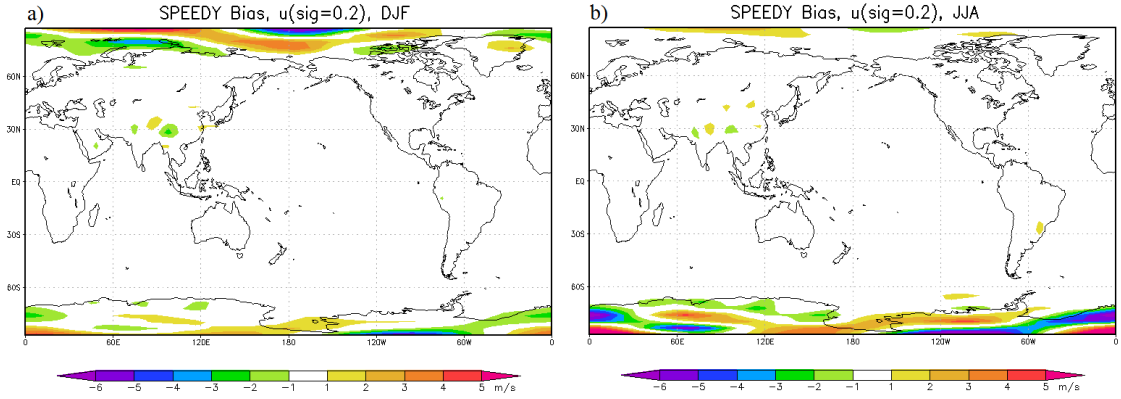 a)
SPEEDY Bias, u(sig=0.2), DJF
60N
30N
EQ
30S
60S
0
60E
120E
180
120W
60W
0
-6 -5 -4 -3 -2 -1 1 2 3 4 5 m/s
b)
SPEEDY Bias, u(sig=0.2), JJA
60N
30N
EQ
30S
60S
0
60E
120E
180
120W
60W
0
-6 -5 -4 -3 -2 -1 1 2 3 4 5 m/s